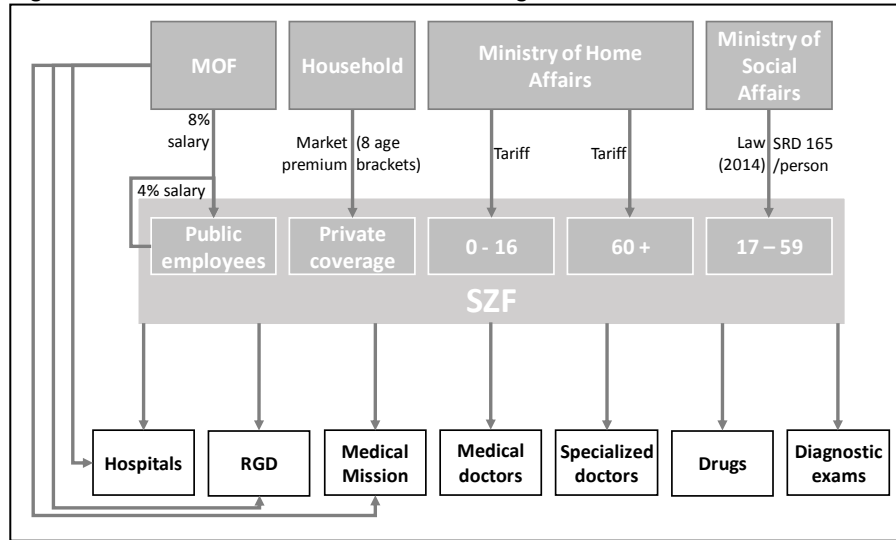 MOF
Household
Ministry of Home
Affairs
Ministry of
Social
Affairs
8%
salary
Market
premium
(8 age
brackets)
Tariff
Tariff
Law
(2014)
SRD 165
/person
4% salary
Public
employees
Private
coverage
0 - 16
60 +
17 – 59
SZF
Hospitals
RGD
Medical
Mission
Medical
doctors
Specialized
doctors
Drugs
Diagnostic
exams